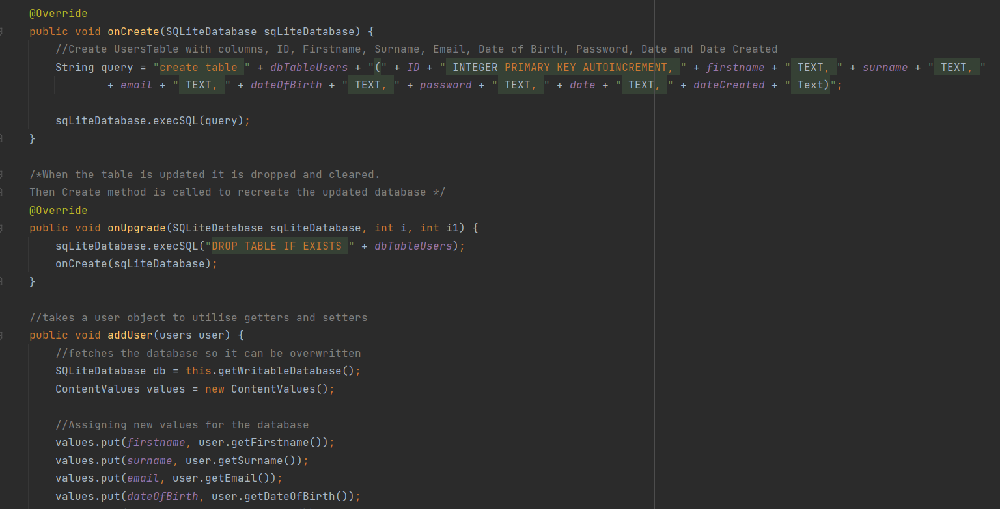 @Override
public void onCreate(SQLiteDatabase sqLiteDatabase) {
//Create UsersTable with columns, ID, Firstname, Surname, Email, Date of Birth, Password, Date and Date Created
String query = "create table " + dbTableUsers + "(" + ID + " INTEGER PRIMARY KEY AUTOINCREMENT, " + firstname + " TEXT, " + surname + " TEXT, "
+ email + " TEXT, " + dateOfBirth + " TEXT, " + password + " TEXT, " + date + " TEXT, " + dateCreated + " Text)";
sqLiteDatabase.execSQL(query);
}
/*When the table is updated it is dropped and cleared.
Then Create method is called to recreate the updated database */
@Override
public void onUpgrade(SQLiteDatabase sqLiteDatabase, int i, int i1) {
sqLiteDatabase.execSQL("DROP TABLE IF EXISTS " + dbTableUsers);
onCreate(sqLiteDatabase);
}
//takes a user object to utilise getters and setters
public void addUser(users user) {
//fetches the database so it can be overwritten
SQLiteDatabase db = this.getWritableDatabase();
ContentValues values = new ContentValues();
//Assigning new values for the database
values.put(firstname, user.getFirstname());
values.put(surname, user.getSurname());
values.put(email, user.getEmail());
values.put(dateOfBirth, user.getDateOfBirth());